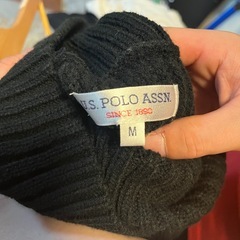 U.S. POLO ASSN.
SINCE 1890
M